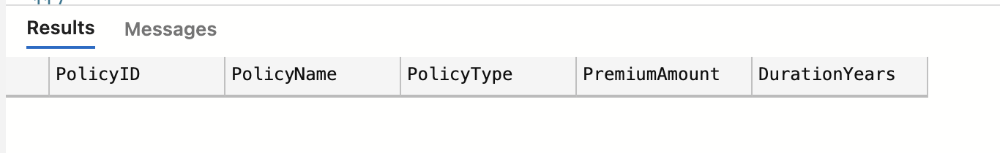 Results Messages
PolicyID PolicyName PolicyType PremiumAmount DurationYears